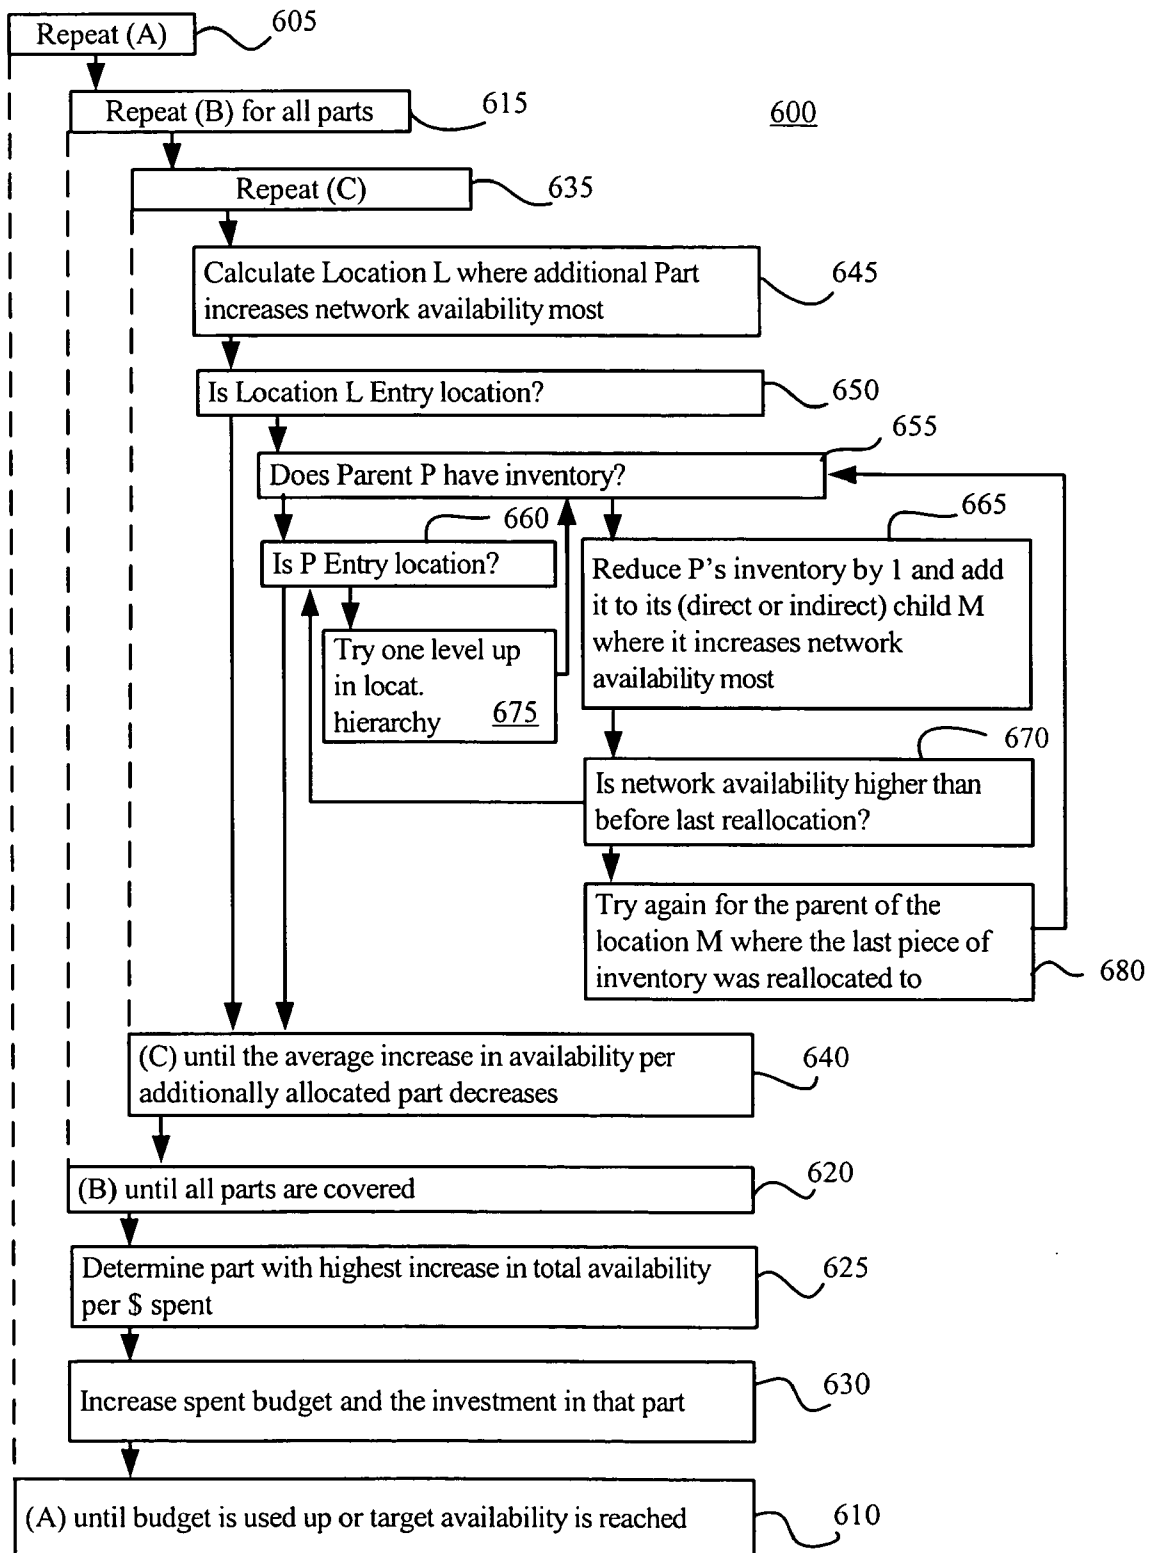 Repeat (A)
605
Repeat (B) for all parts
615
600
Repeat (C)
635
Calculate Location L where additional Part
increases network availability most
645
Is Location L Entry location?
650
655
Does Parent P have inventory?
660
665
Is P Entry location?
Reduce P's inventory by 1 and add
it to its (direct or indirect) child M
where it increases network
availability most
Try one level up
in locat.
hierarchy
675
670
Is network availability higher than
before last reallocation?
Try again for the parent of the
location M where the last piece of
inventory was reallocated to
680
(C) until the average increase in availability per
additionally allocated part decreases
640
(B) until all parts are covered
620
Determine part with highest increase in total availability
per $ spent
625
Increase spent budget and the investment in that part
630
(A) until budget is used up or target availability is reached
610